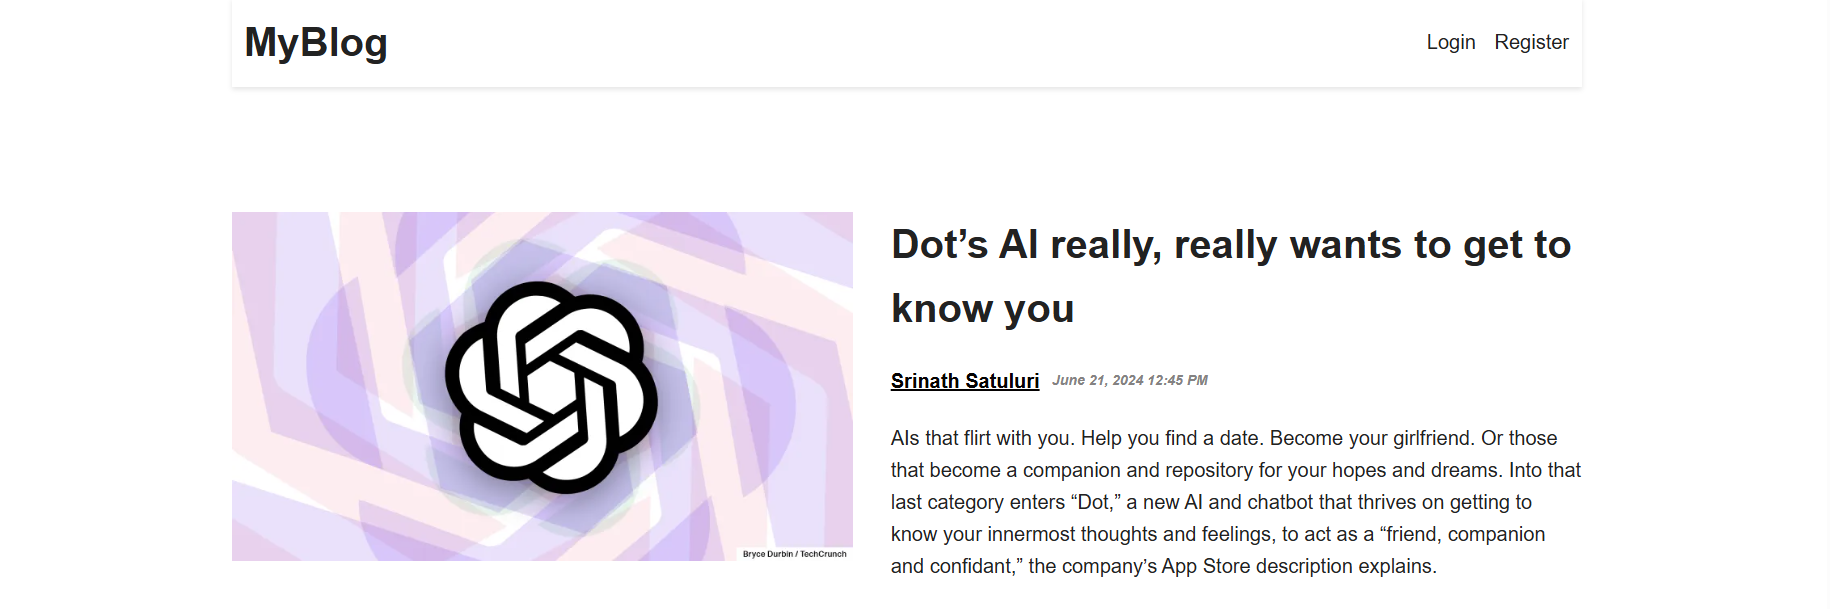 MyBlog
Login Register
Dot’s AI really, really wants to get to
know you
Srinath Satuluri June 21, 2024 12:45 PM
AIs that flirt with you. Help you find a date. Become your girlfriend. Or those
that become a companion and repository for your hopes and dreams. Into that
last category enters “Dot,” a new AI and chatbot that thrives on getting to
know your innermost thoughts and feelings, to act as a “friend, companion
and confidant,” the company’s App Store description explains.
Bryce Durbin / TechCrunch